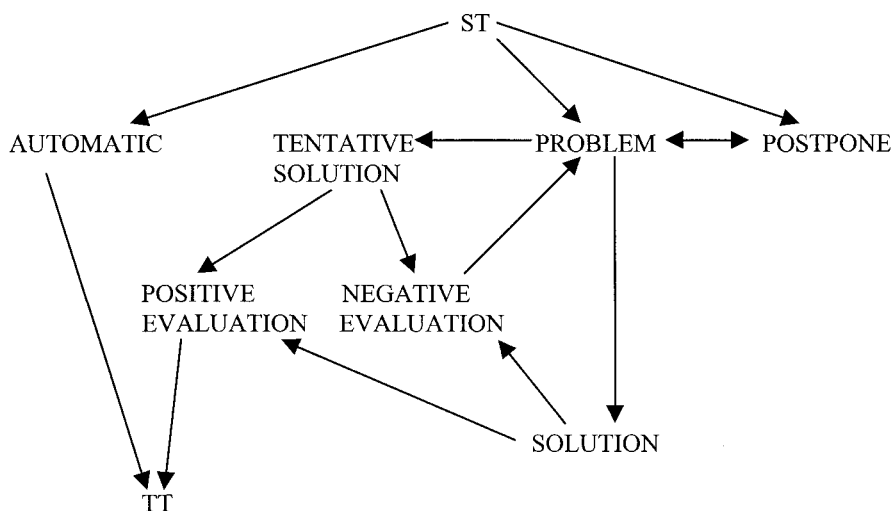 ST
AUTOMATIC
TENTATIVE
SOLUTION
PROBLEM
POSTPONE
POSITIVE
EVALUATION
NEGATIVE
EVALUATION
SOLUTION
TT